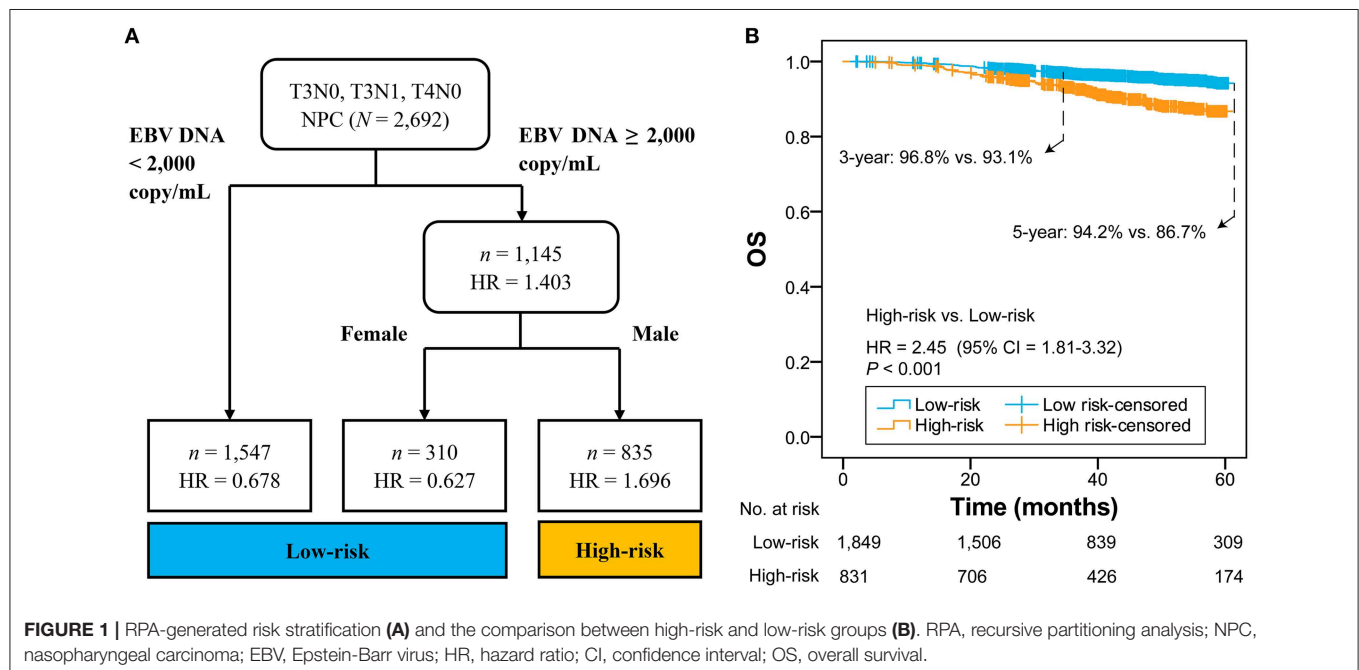 A
T3N0, T3N1, T4N0
NPC (N = 2,692)
EBV DNA
< 2,000
copy/mL
EBV DNA ≥ 2,000
copy/mL
n = 1,145
HR = 1.403
Female
Male
n = 1,547
HR = 0.678
n = 310
HR = 0.627
n = 835
HR = 1.696
Low-risk
High-risk
B
OS
1.0
0.8
0.6
0.4
0.2
0.0
3-year: 96.8% vs. 93.1%
5-year: 94.2% vs. 86.7%
High-risk vs. Low-risk
HR = 2.45 (95% CI = 1.81-3.32)
P < 0.001
Low-risk
Low risk-censored
High-risk
High risk-censored
0 20 40 60
Time (months)
No. at risk
Low-risk 1,849 1,506 839 309
High-risk 831 706 426 174
FIGURE 1 | RPA-generated risk stratification (A) and the comparison between high-risk and low-risk groups (B). RPA, recursive partitioning analysis; NPC,
nasopharyngeal carcinoma; EBV, Epstein-Barr virus; HR, hazard ratio; CI, confidence interval; OS, overall survival.